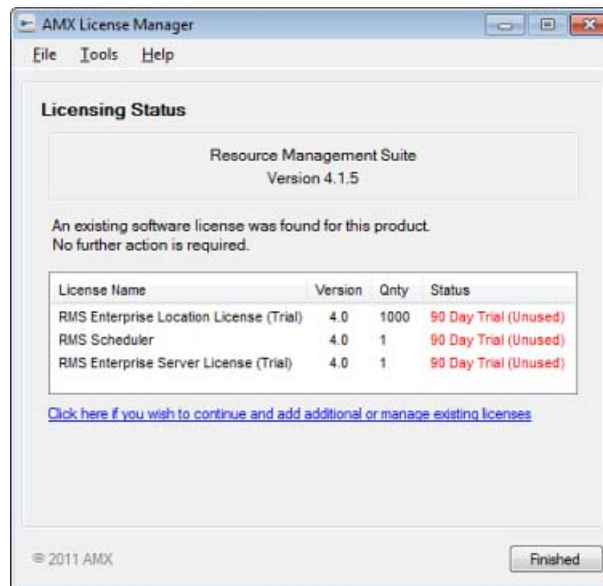 AMX License Manager
File Tools Help
Licensing Status
Resource Management Suite
Version 4.1.5
An existing software license was found for this product.
No further action is required.
License Name Version Qnty Status
RMS Enterprise Location License (Trial) 4.0 1000 90 Day Trial (Unused)
RMS Scheduler 4.0 1 90 Day Trial (Unused)
RMS Enterprise Server License (Trial) 4.0 1 90 Day Trial (Unused)
Click here if you wish to continue and add additional or manage existing licenses
© 2011 AMX Finished